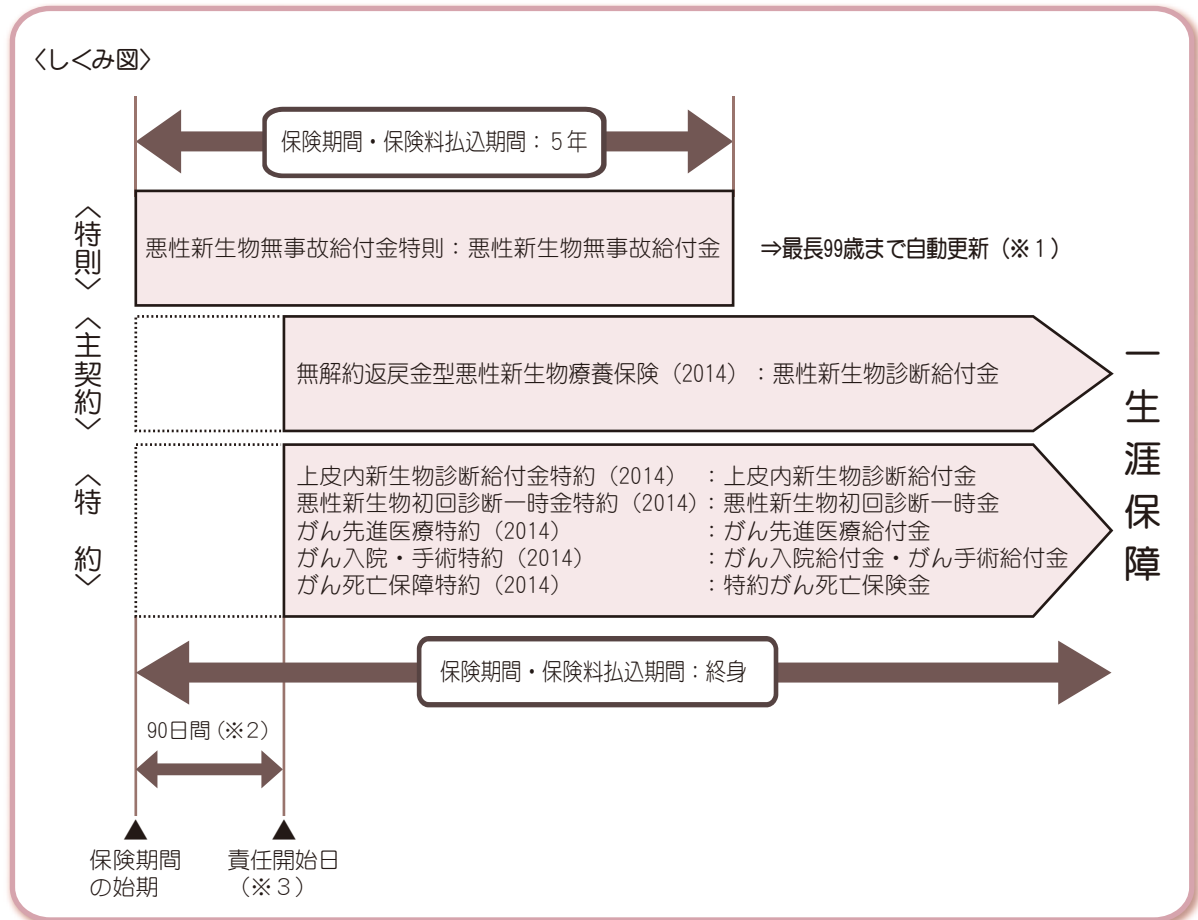 〈しくみ図〉
保険期間・保険料払込期間：５年
〈特則〉
悪性新生物無事故給付金特則：悪性新生物無事故給付金
⇒最長99歳まで自動更新（※１）
〈主契約〉
無解約返戻金型悪性新生物療養保険（2014）：悪性新生物診断給付金
〈特　約〉
上皮内新生物診断給付金特約（2014）：上皮内新生物診断給付金
悪性新生物初回診断一時金特約（2014）：悪性新生物初回診断一時金
がん先進医療特約（2014）：がん先進医療給付金
がん入院・手術特約（2014）：がん入院給付金・がん手術給付金
がん死亡保障特約（2014）：特約がん死亡保険金
一生涯保障
保険期間・保険料払込期間：終身
90日間（※２）
保険期間
の始期
責任開始日
（※３）